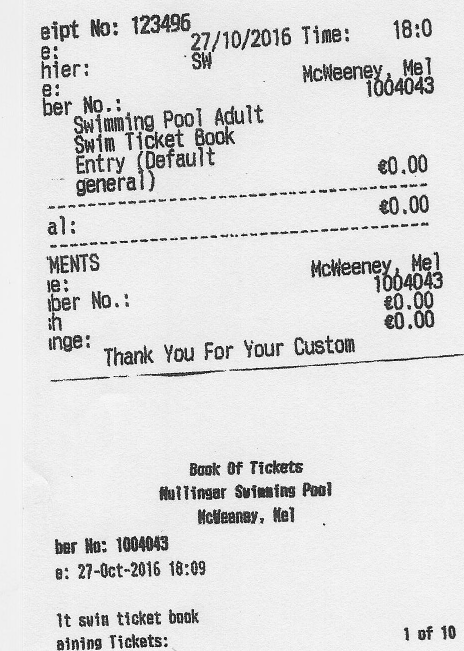 eipt No: 123496
e: 27/10/2016 Time: 18:0
hier: SW
e: McWeeney, Mel
ber No.: 1004043
Swimming Pool Adult
Swim Ticket Book
Entry (Default
general) €0.00
al: €0.00
MENTS
e: McWeeney, Mel
ber No.: 1004043
h €0.00
nge: €0.00
Thank You For Your Custom
Book Of Tickets
Mullingar Swimming Pool
McWeeney, Mel
ber No: 1004043
e: 27-Oct-2016 18:09
lt swim ticket book
aining Tickets: 1 of 10